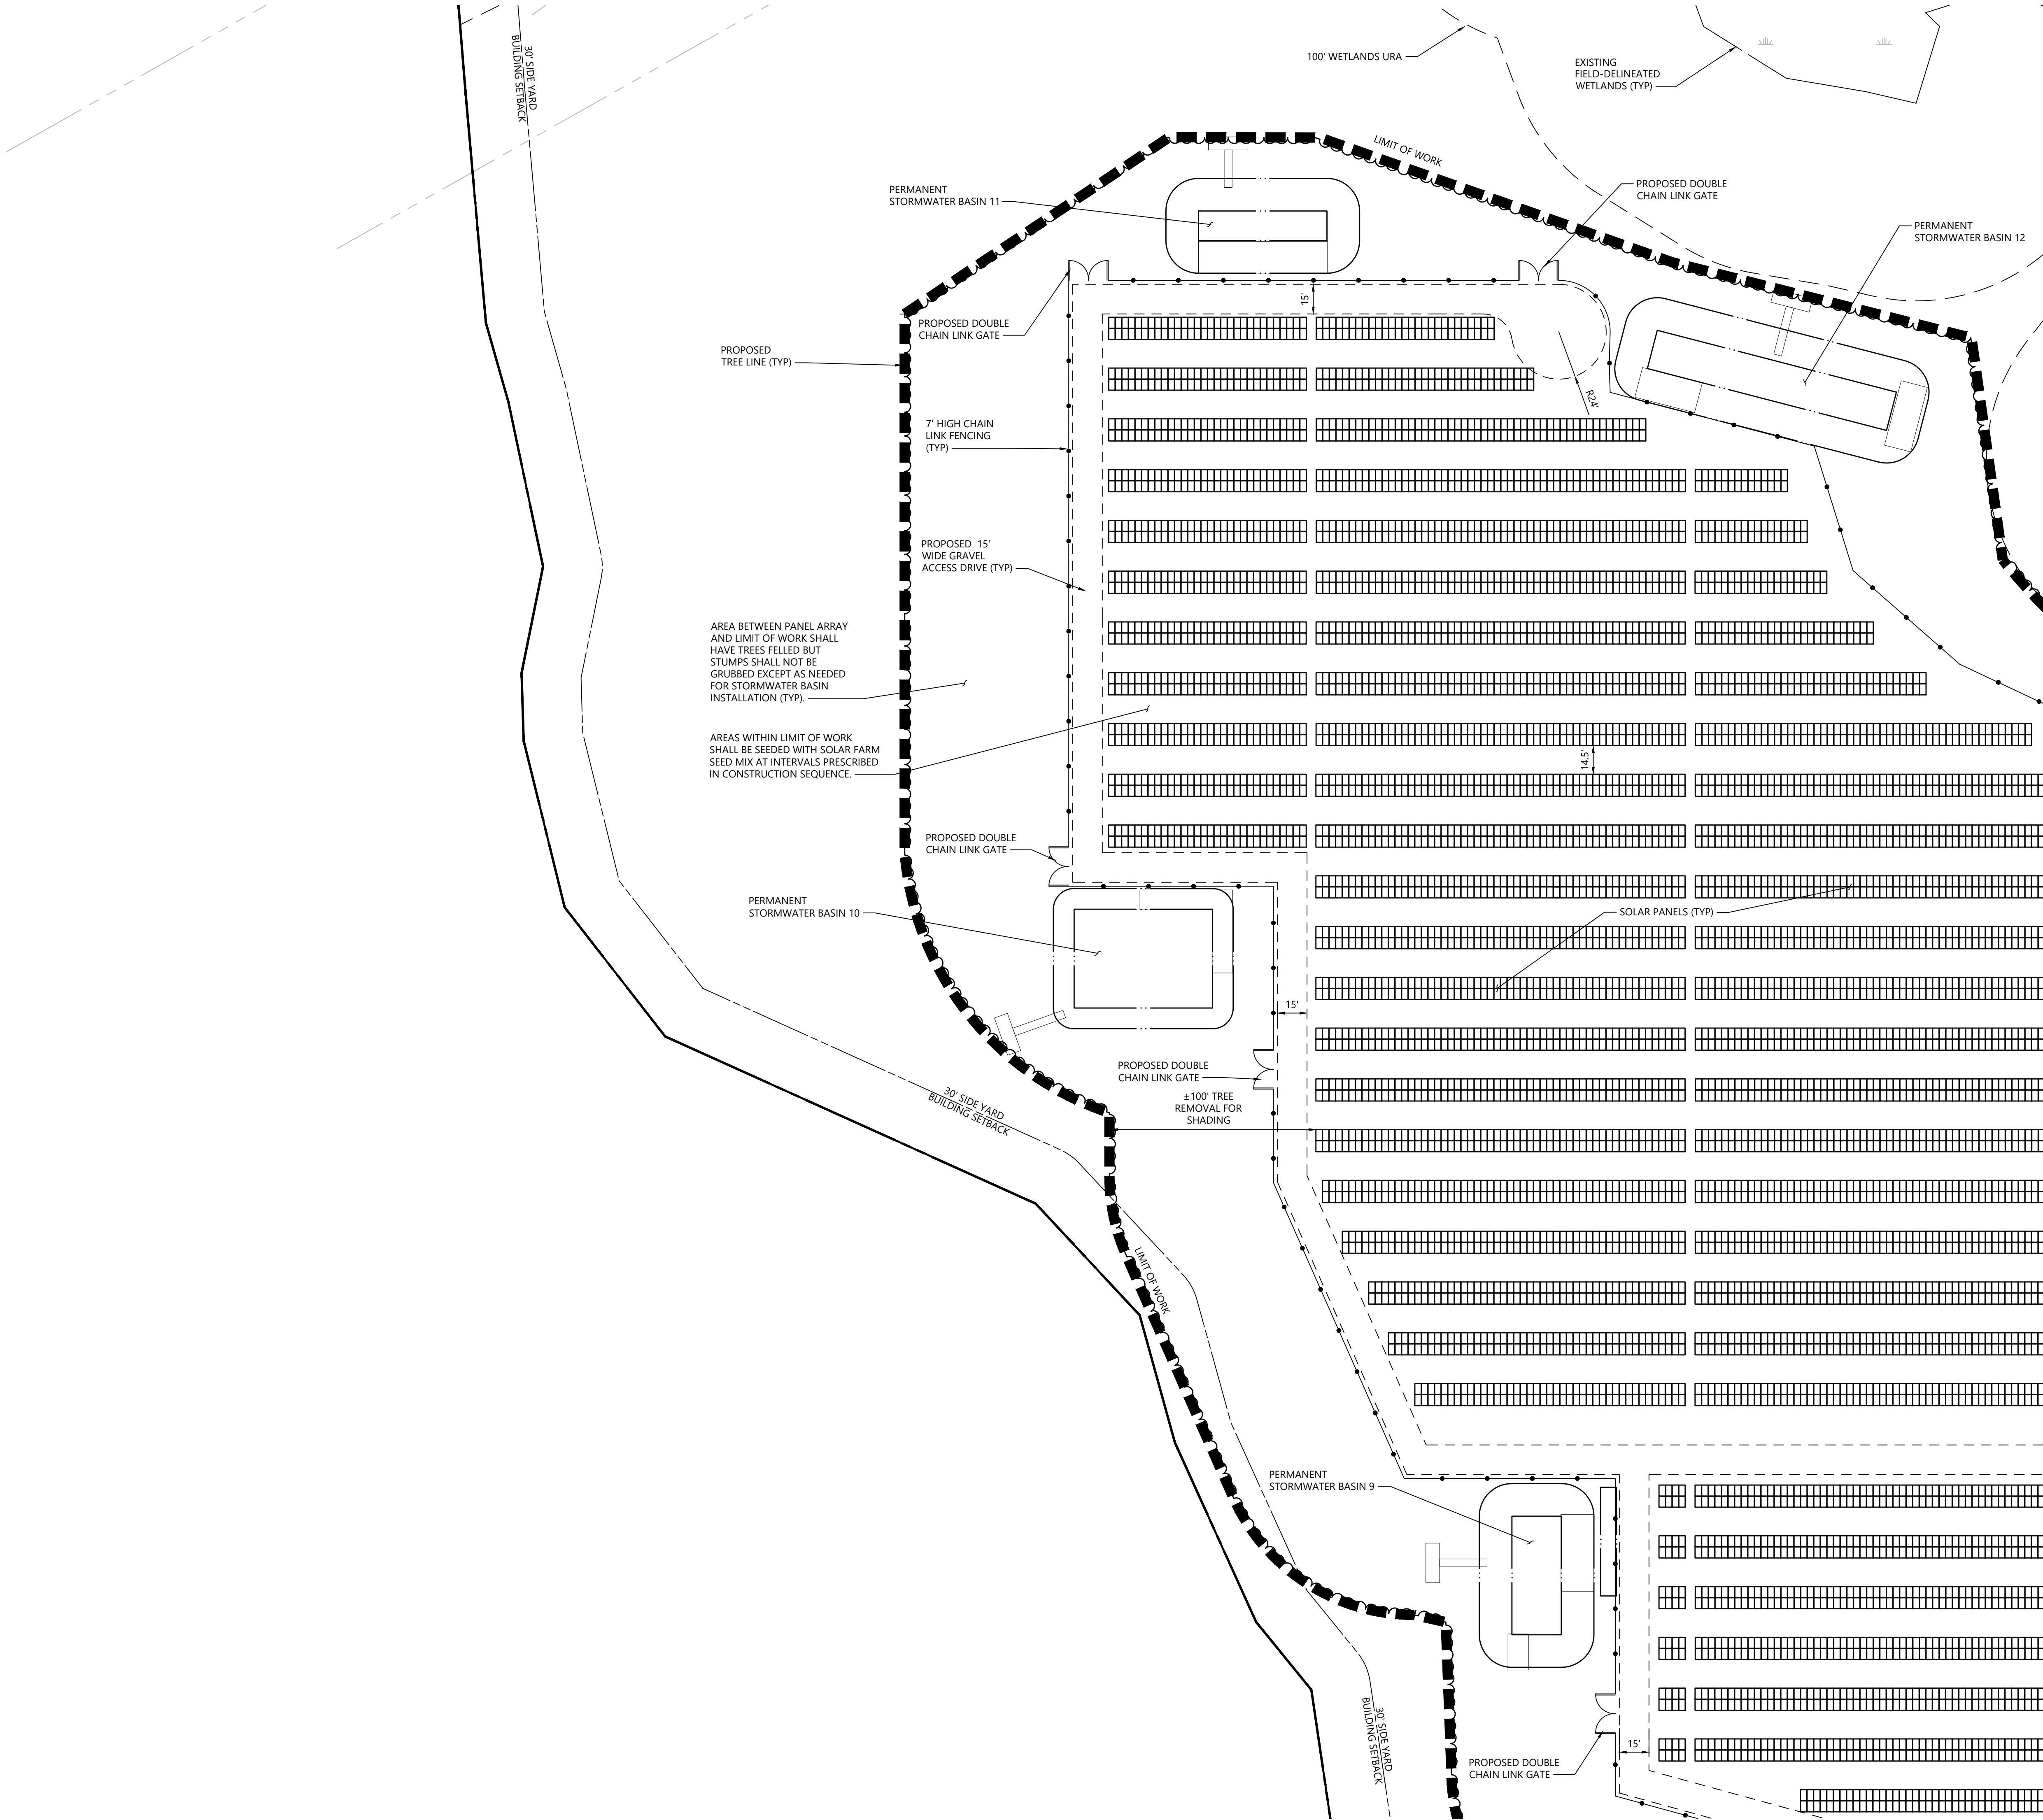 30' SIDE YARD
BUILDING SETBACK
100' WETLANDS URA
EXISTING
FIELD-DELINEATED
WETLANDS (TYP)
LIMIT OF WORK
PERMANENT
STORMWATER BASIN 11
PROPOSED DOUBLE
CHAIN LINK GATE
PERMANENT
STORMWATER BASIN 12
15'
PROPOSED DOUBLE
CHAIN LINK GATE
PROPOSED
TREE LINE (TYP)
R24'
7' HIGH CHAIN
LINK FENCING
(TYP)
PROPOSED 15'
WIDE GRAVEL
ACCESS DRIVE (TYP)
AREA BETWEEN PANEL ARRAY
AND LIMIT OF WORK SHALL
HAVE TREES FELLED BUT
STUMPS SHALL NOT BE
GRUBBED EXCEPT AS NEEDED
FOR STORMWATER BASIN
INSTALLATION (TYP).
AREAS WITHIN LIMIT OF WORK
SHALL BE SEEDED WITH SOLAR FARM
SEED MIX AT INTERVALS PRESCRIBED
IN CONSTRUCTION SEQUENCE.
14.5'
PROPOSED DOUBLE
CHAIN LINK GATE
PERMANENT
STORMWATER BASIN 10
SOLAR PANELS (TYP)
15'
PROPOSED DOUBLE
CHAIN LINK GATE
±100' TREE
REMOVAL FOR
SHADING
30' SIDE YARD
BUILDING SETBACK
LIMIT OF WORK
PERMANENT
STORMWATER BASIN 9
30' SIDE YARD
BUILDING SETBACK
15'
PROPOSED DOUBLE
CHAIN LINK GATE